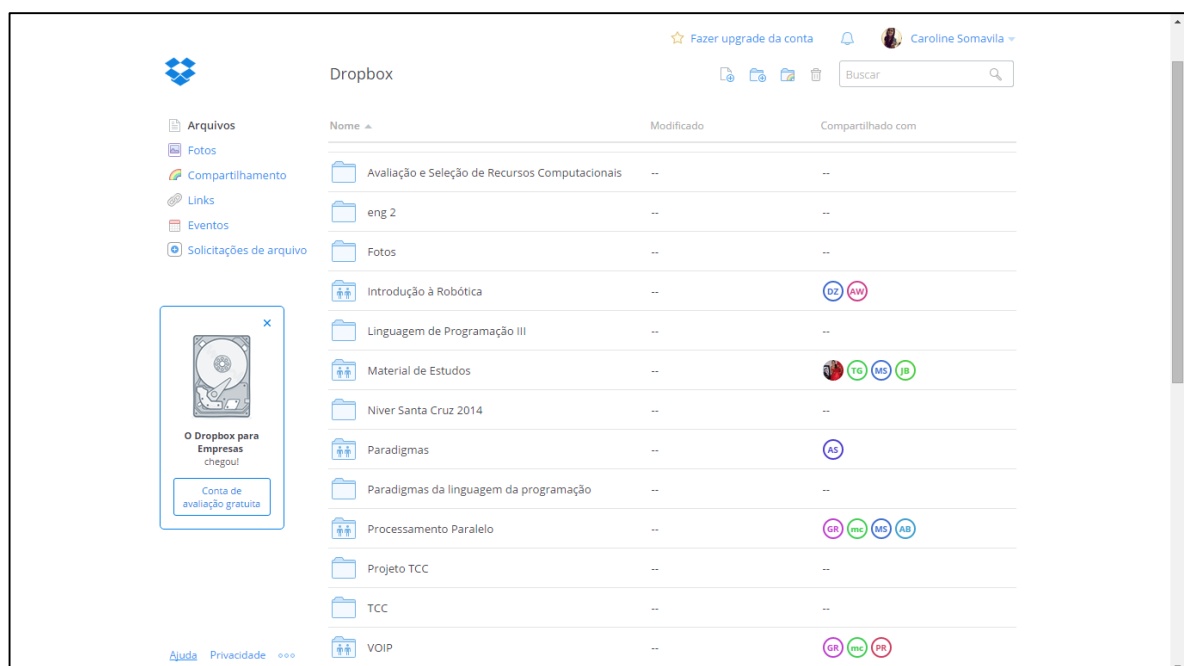 Fazer upgrade da conta
Caroline Somavila
Dropbox
Buscar
Arquivos
Fotos
Compartilhamento
Links
Eventos
Solicitações de arquivo
Nome Modificado Compartilhado com
Avaliação e Seleção de Recursos Computacionais -- --
eng 2 -- --
Fotos -- --
Introdução à Robótica -- DZ AW
Linguagem de Programação III -- --
Material de Estudos -- TG MS JB
Niver Santa Cruz 2014 -- --
Paradigmas -- AS
Paradigmas da linguagem da programação -- --
Processamento Paralelo -- GR mc MS AB
Projeto TCC -- --
TCC -- --
VOIP -- GR mc PR
O Dropbox para
Empresas
chegou!
Conta de
avaliação gratuita
Ajuda Privacidade